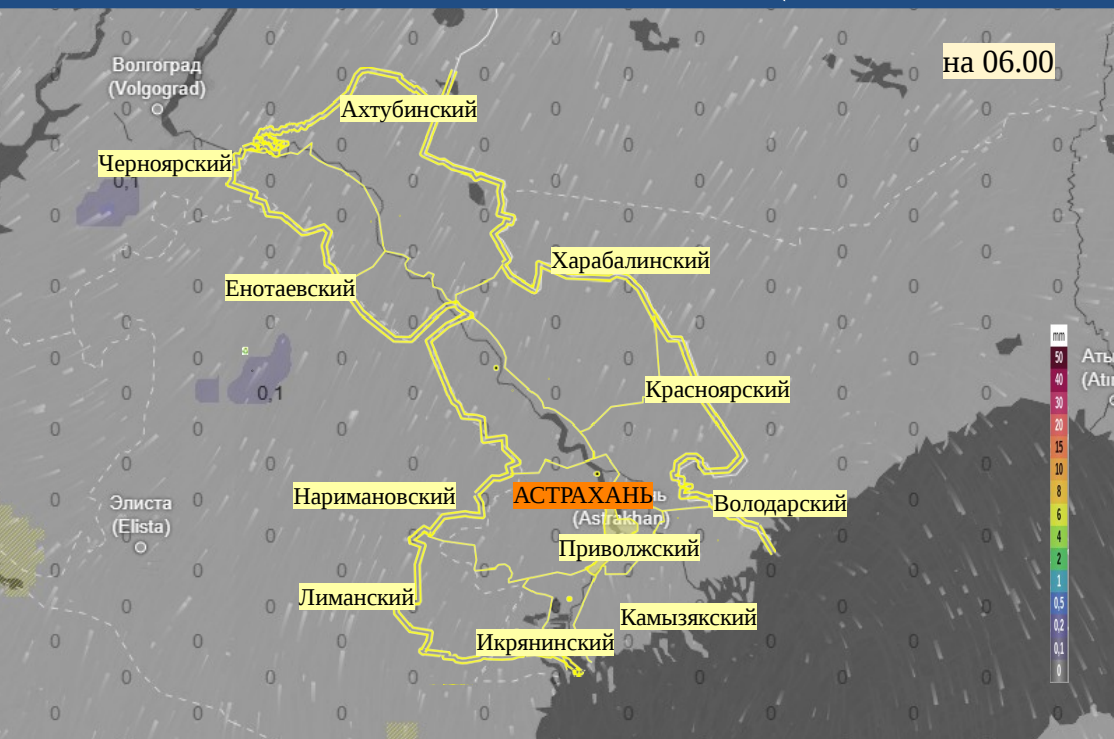 на 06.00
Волгоград
(Volgograd)
Ахтубинский
Черноярский
0,1
Харабалинский
Енотаевский
0,1
Красноярский
mm
50
40
30
20
15
10
8
6
4
2
1
0,5
0,2
0,1
0
Наримановский
АСТРАХАНЬ
(Astrakhan)
Володарский
Элиста
(Elista)
Приволжский
Лиманский
Камызякский
Икрянинский